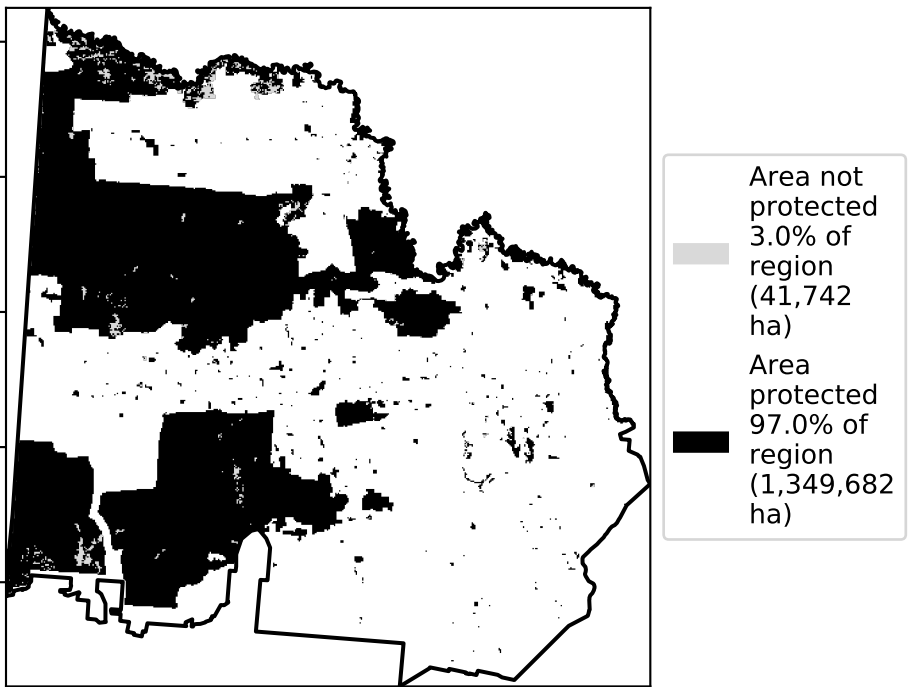 Area not
protected
3.0% of
region
(41,742
ha)
Area
protected
97.0% of
region
(1,349,682
ha)